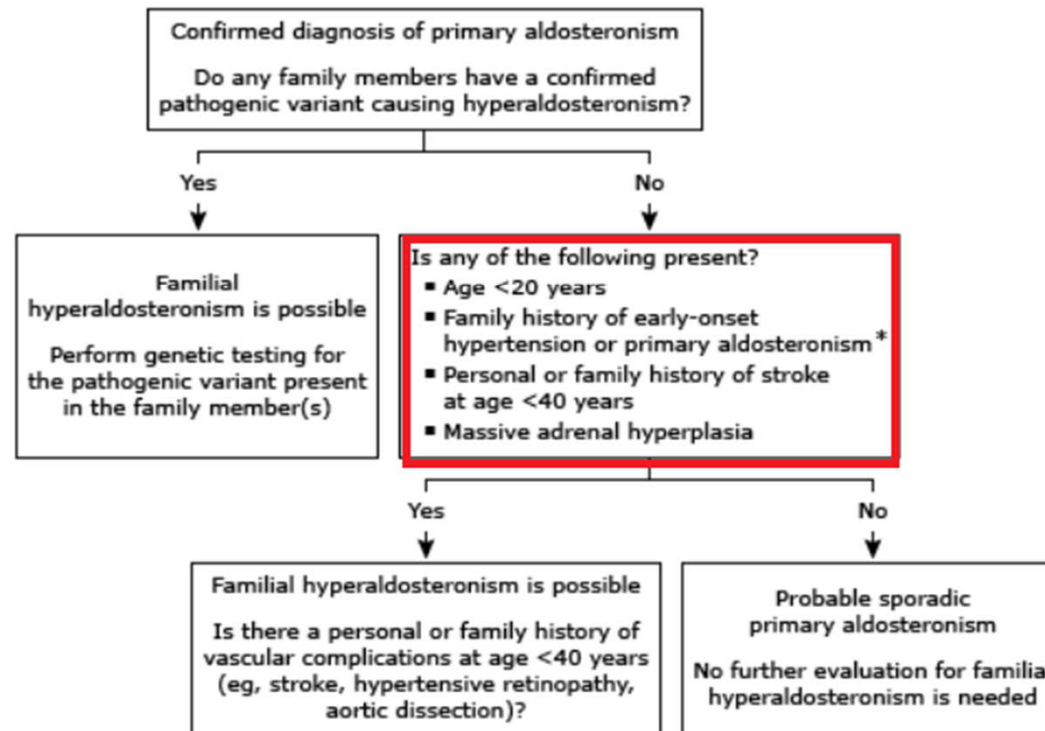 Confirmed diagnosis of primary aldosteronism
Do any family members have a confirmed
pathogenic variant causing hyperaldosteronism?
Yes
No
Familial
hyperaldosteronism is possible
Perform genetic testing for
the pathogenic variant present
in the family member(s)
Is any of the following present?
▪ Age <20 years
▪ Family history of early-onset
hypertension or primary aldosteronism*
▪ Personal or family history of stroke
at age <40 years
▪ Massive adrenal hyperplasia
Yes
No
Familial hyperaldosteronism is possible
Is there a personal or family history of
vascular complications at age <40 years
(eg, stroke, hypertensive retinopathy,
aortic dissection)?
Probable sporadic
primary aldosteronism
No further evaluation for familia
hyperaldosteronism is needed